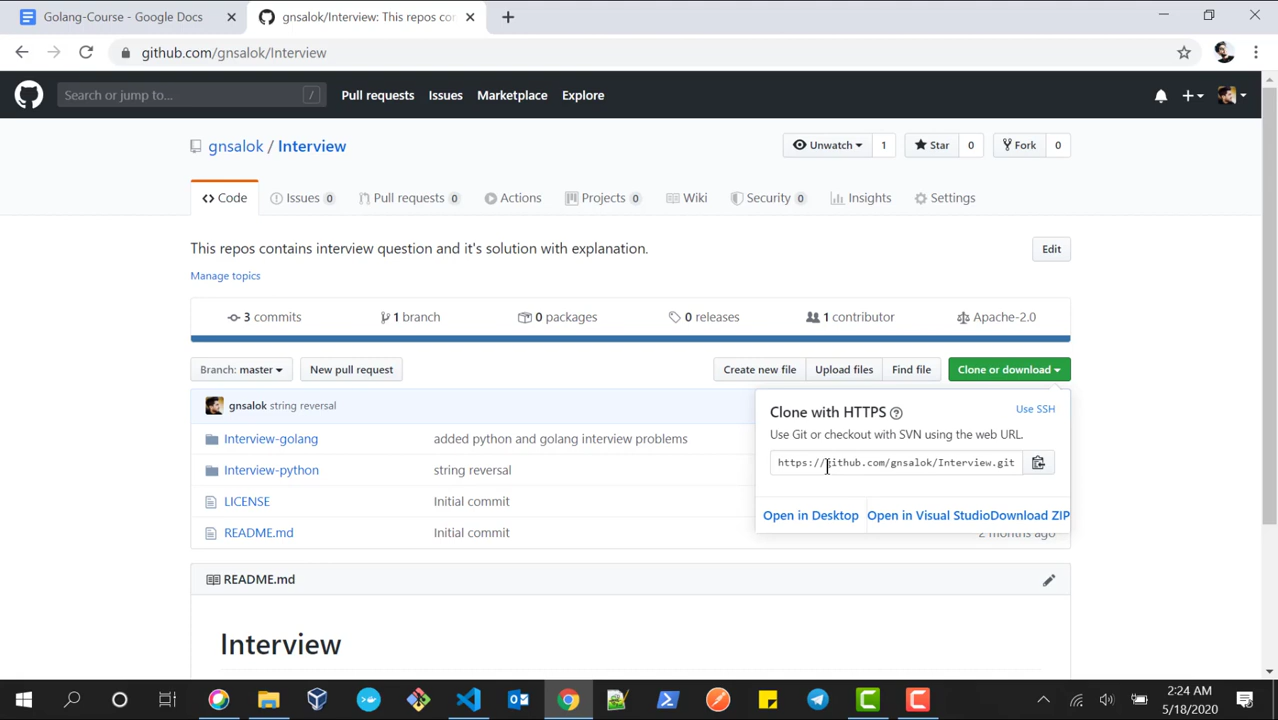 Golang-Course - Google Docs
gnsalok/Interview: This repos con
github.com/gnsalok/Interview
Search or jump to...
/
Pull requests
Issues
Marketplace
Explore
gnsalok / Interview
Unwatch
1
Star
0
Fork
0
Code
Issues 0
Pull requests 0
Actions
Projects 0
Wiki
Security 0
Insights
Settings
This repos contains interview question and it's solution with explanation.
Edit
Manage topics
3 commits
1 branch
0 packages
0 releases
1 contributor
Apache-2.0
Branch: master
New pull request
Create new file
Upload files
Find file
Clone or download
gnsalok string reversal
Interview-golang
added python and golang interview problems
Interview-python
string reversal
LICENSE
Initial commit
README.md
Initial commit
2 months ago
Clone with HTTPS
Use SSH
Use Git or checkout with SVN using the web URL.
https://github.com/gnsalok/Interview.git
Open in Desktop
Open in Visual Studio
Download ZIP
README.md
Interview
2:24 AM
5/18/2020